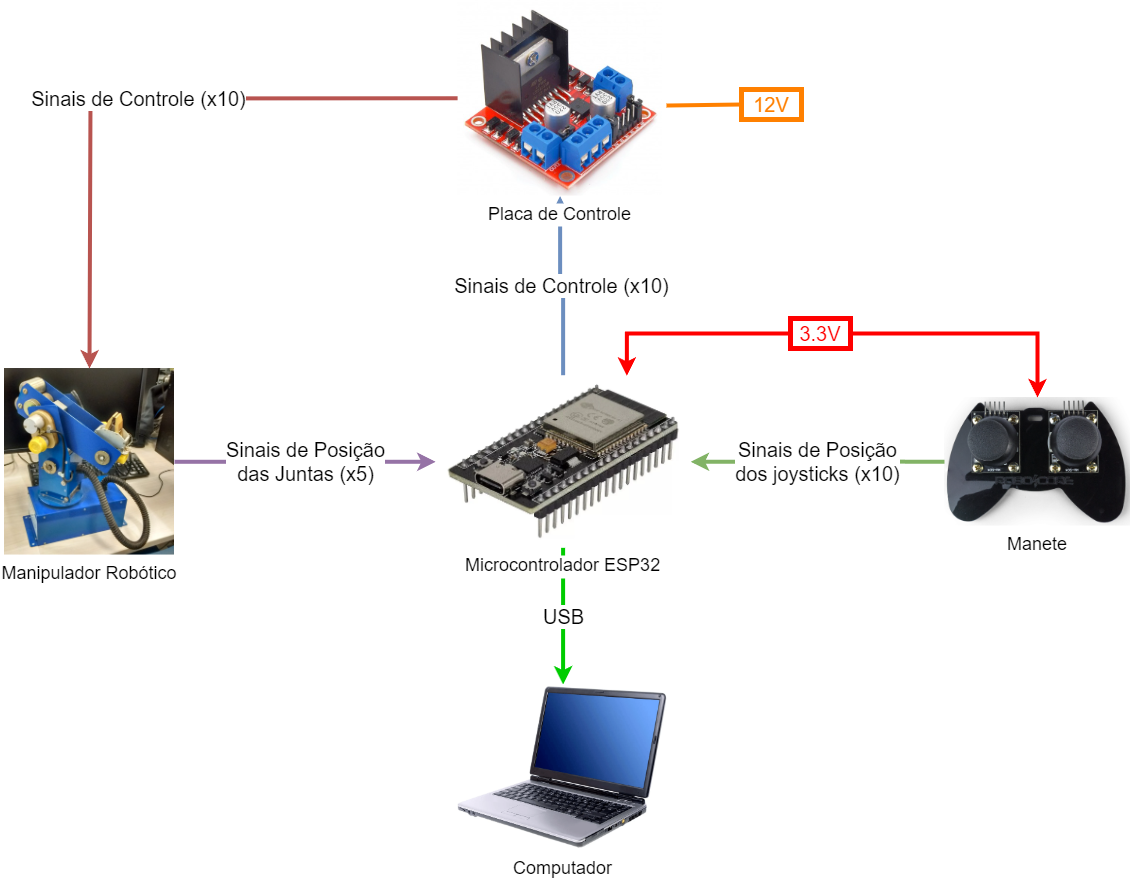 Sinais de Controle (x10)
12V
Placa de Controle
Sinais de Controle (x10)
3.3V
Sinais de Posição
das Juntas (x5)
Sinais de Posição
dos joysticks (x10)
ROBOCORE
Manete
Microcontrolador ESP32
Manipulador Robótico
USB
Computador